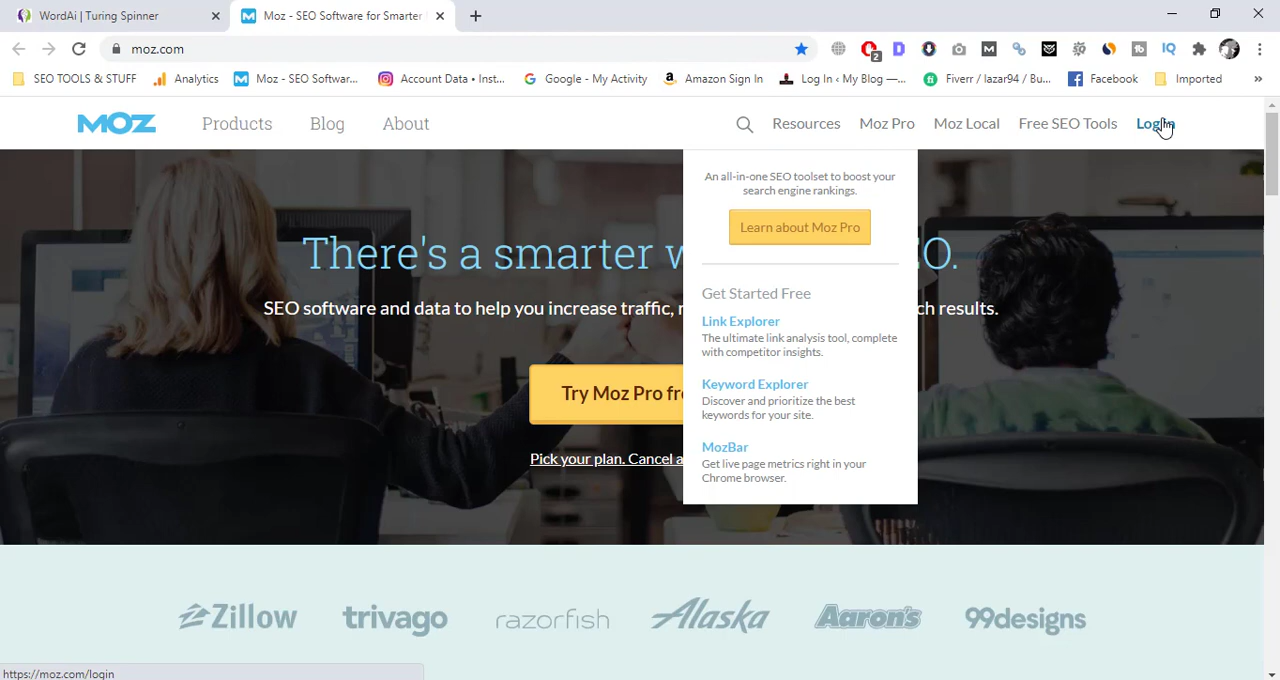 WordAi | Turing Spinner
Moz - SEO Software for Smarter
moz.com
2
SEO TOOLS & STUFF
Analytics
Moz - SEO Softwar...
Account Data • Inst...
Google - My Activity
Amazon Sign In
Log In ‹ My Blog —...
Fiverr / lazar94 / Bu...
Facebook
Imported
»
MOZ
Products
Blog
About
Resources
Moz Pro
Moz Local
Free SEO Tools
There's a smarter
O.
SEO software and data to help you increase traffic,
ch results.
Try Moz Pro
Pick your plan. Cancel
An all-in-one SEO toolset to boost your
search engine rankings.
Learn about Moz Pro
Get Started Free
Link Explorer
The ultimate link analysis tool, complete
with competitor insights.
Keyword Explorer
Discover and prioritize the best
keywords for your site.
MozBar
Get live page metrics right in your
Chrome browser.
Zillow
trivago
razorfish
Alaska
Aaron's
99designs
https://moz.com/login